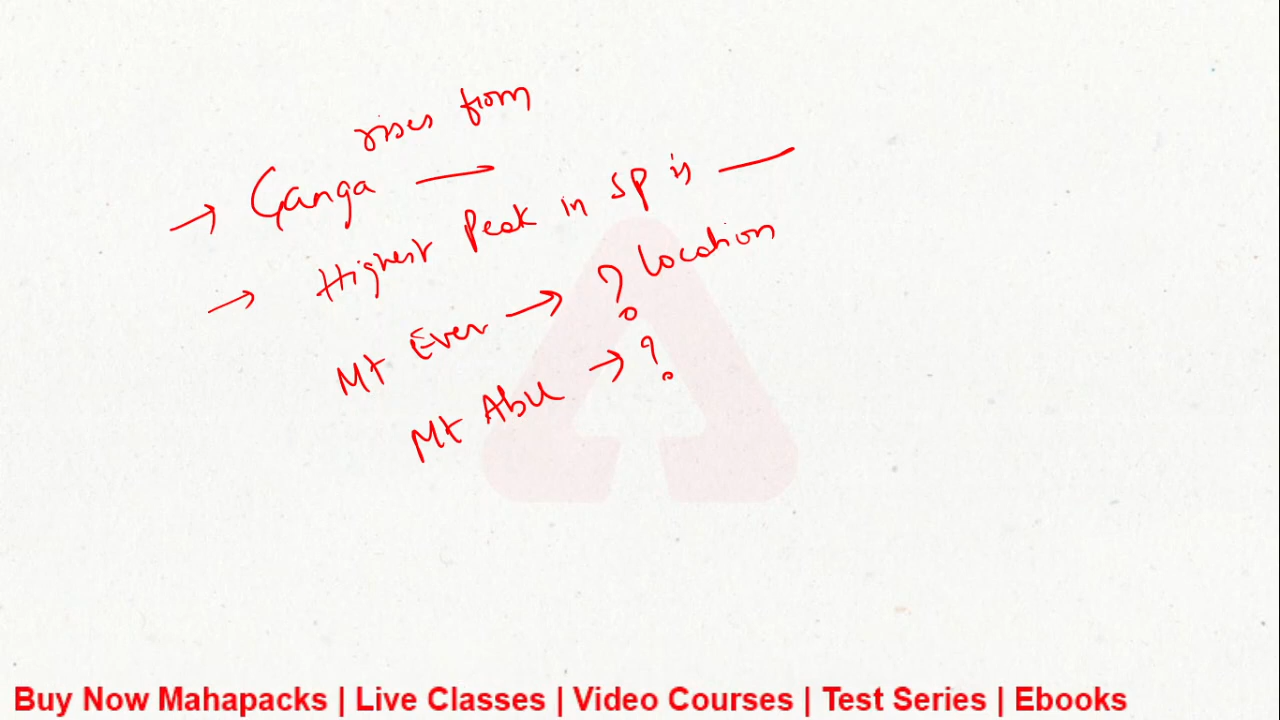 rises from
→ Ganga —
→ Highest Peak in SP is —
Mt Ever → ? location
Mt Abu → ?
Buy Now Mahapacks | Live Classes | Video Courses | Test Series | Ebooks